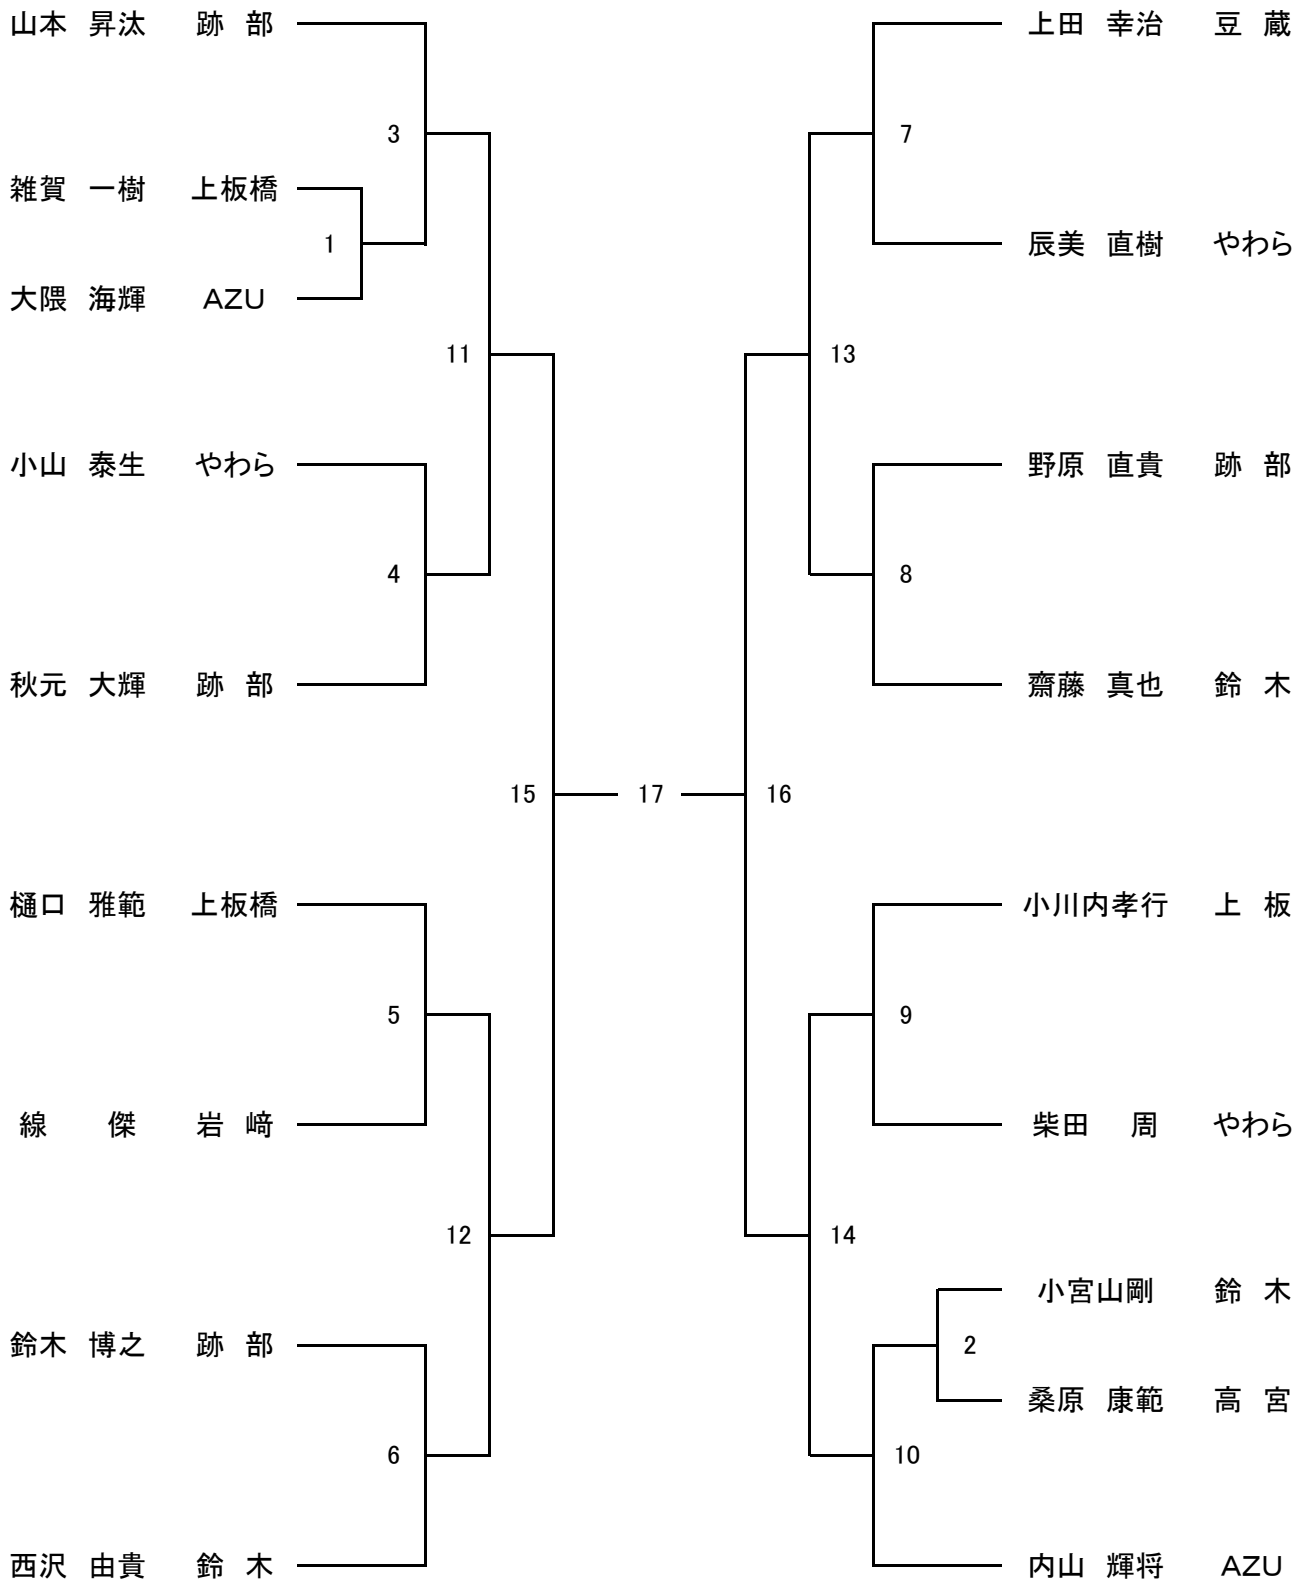 山本 昇汰 跡 部
3
雑賀 一樹 上板橋
1
大隈 海輝 AZU
11
小山 泰生 やわら
4
秋元 大輝 跡 部
15
樋口 雅範 上板橋
5
線 傑 岩 﨑
12
鈴木 博之 跡 部
6
西沢 由貴 鈴 木
17
上田 幸治 豆 蔵
7
辰美 直樹 やわら
13
野原 直貴 跡 部
8
齋藤 真也 鈴 木
16
小川内孝行 上 板
9
柴田 周 やわら
14
小宮山剛 鈴 木
2
桑原 康範 高 宮
10
内山 輝将 AZU